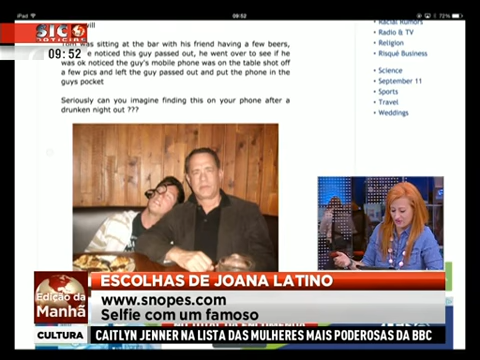 iPad
09:52
72%
SIC
NOTÍCIAS
09:52
was sitting at the bar with his friend having a few beers,
noticed this guy passed out, he went over to see if he
was ok noticed the guy's mobile phone was on the table shot off
a few pics and left the guy passed out and put the phone in
the guys pocket
Seriously can you imagine finding this on your phone after a
drunken night out ???
Racial Rumors
Radio & TV
Religion
Risqué Business
Science
September 11
Sports
Travel
Weddings
Edição da
Manhã
ESCOLHAS DE JOANA LATINO
www.snopes.com
Selfie com um famoso
CULTURA
CAITLYN JENNER NA LISTA DAS MULHERES MAIS PODEROSAS DA BBC